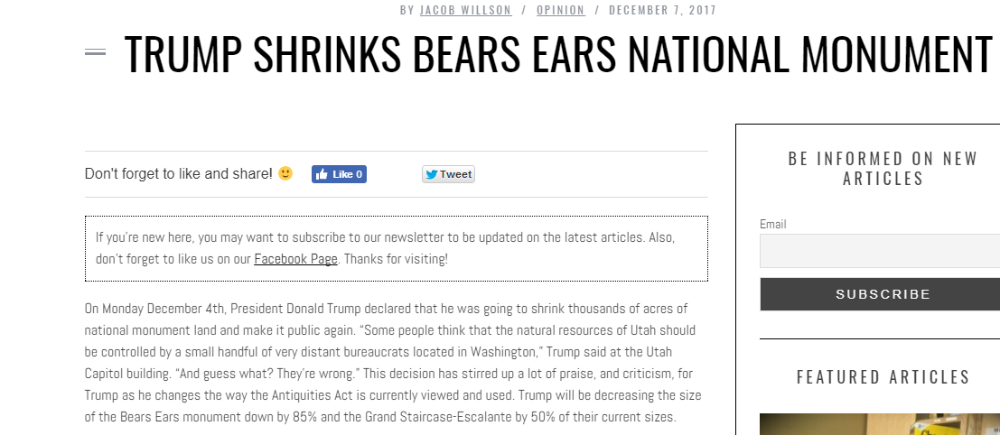 BY JACOB WILLSON / OPINION / DECEMBER 7, 2017
TRUMP SHRINKS BEARS EARS NATIONAL MONUMENT
Don't forget to like and share! 🙂 Like 0 Tweet
If you're new here, you may want to subscribe to our newsletter to be updated on the latest articles. Also,
don't forget to like us on our Facebook Page. Thanks for visiting!
On Monday December 4th, President Donald Trump declared that he was going to shrink thousands of acres of
national monument land and make it public again. “Some people think that the natural resources of Utah should
be controlled by a small handful of very distant bureaucrats located in Washington,” Trump said at the Utah
Capitol building. “And guess what? They’re wrong.” This decision has stirred up a lot of praise, and criticism, for
Trump as he changes the way the Antiquities Act is currently viewed and used. Trump will be decreasing the size
of the Bears Ears monument down by 85% and the Grand Staircase-Escalante by 50% of their current sizes.
BE INFORMED ON NEW
ARTICLES
Email
SUBSCRIBE
FEATURED ARTICLES